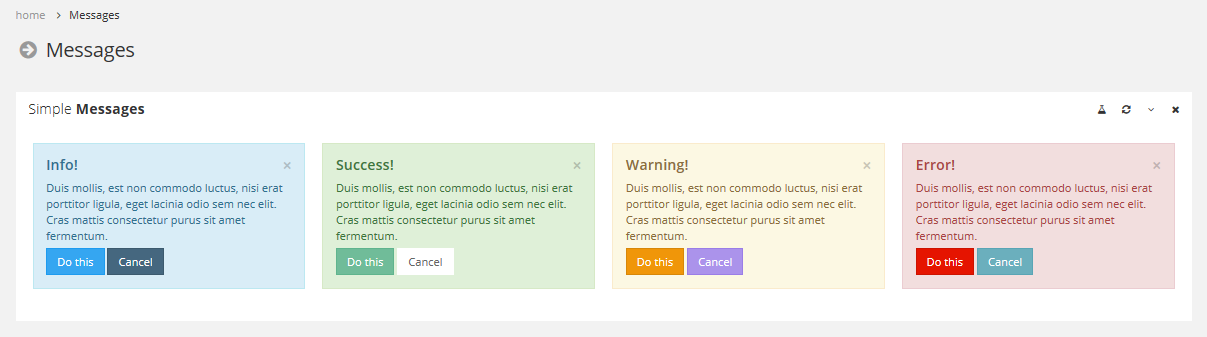 home > Messages
Messages
Simple Messages
Info! ×
Duis mollis, est non commodo luctus, nisi erat
porttitor ligula, eget lacinia odio sem nec elit.
Cras mattis consectetur purus sit amet
fermentum.
Do this Cancel
Success! ×
Duis mollis, est non commodo luctus, nisi erat
porttitor ligula, eget lacinia odio sem nec elit.
Cras mattis consectetur purus sit amet
fermentum.
Do this Cancel
Warning! ×
Duis mollis, est non commodo luctus, nisi erat
porttitor ligula, eget lacinia odio sem nec elit.
Cras mattis consectetur purus sit amet
fermentum.
Do this Cancel
Error! ×
Duis mollis, est non commodo luctus, nisi erat
porttitor ligula, eget lacinia odio sem nec elit.
Cras mattis consectetur purus sit amet
fermentum.
Do this Cancel